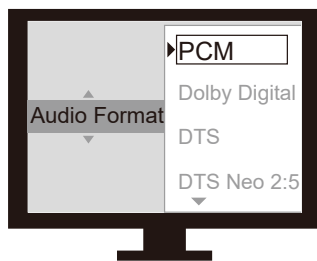 PCM
Dolby Digital
Audio Format
DTS
DTS Neo 2:5